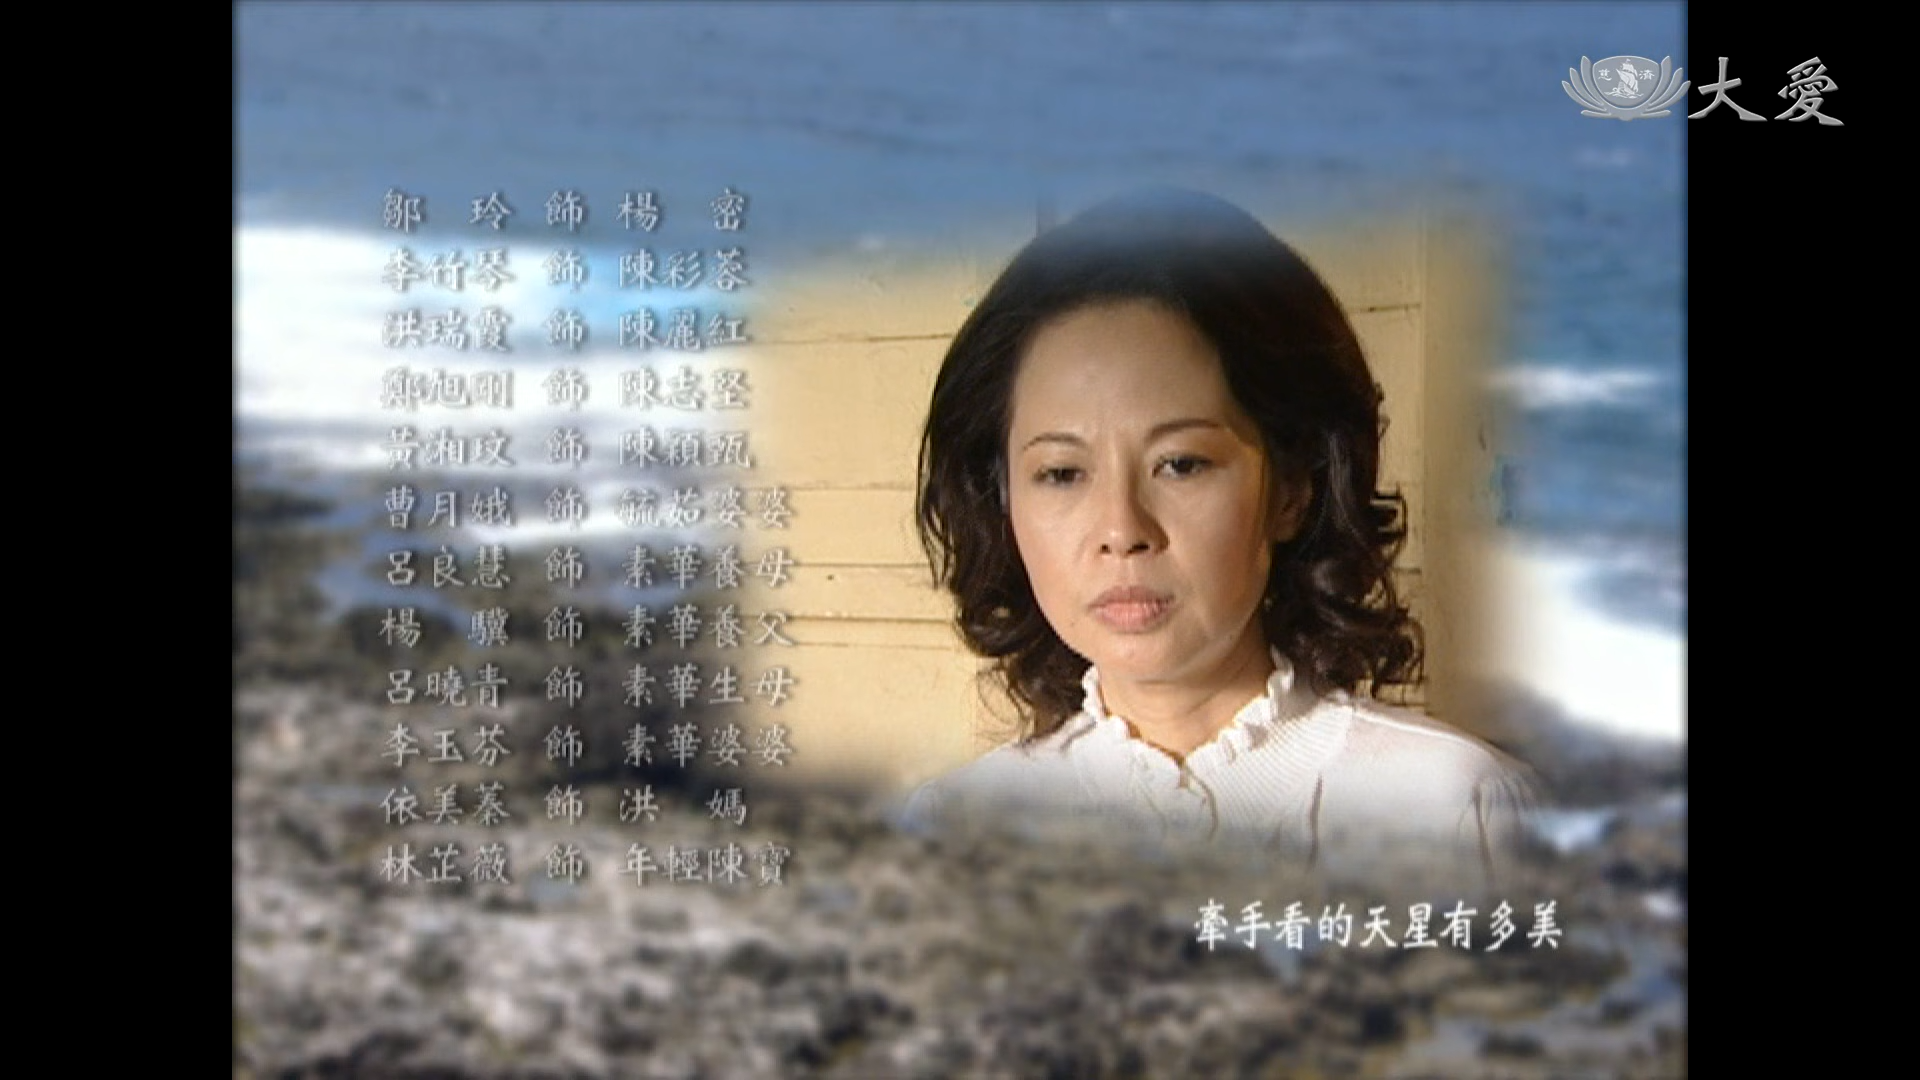 慈濟 大愛
鄒 玲 飾 楊 密
李竹琴 飾 陳彩蓉
洪瑞霞 飾 陳麗紅
鄭旭剛 飾 陳志堅
黃湘玟 飾 陳穎甄
曹月娥 飾 毓茹婆婆
呂良慧 飾 素華養母
楊 驥 飾 素華養父
呂曉青 飾 素華生母
李玉芬 飾 素華婆婆
依美蓁 飾 洪 媽
林芷薇 飾 年輕陳寶
牽手看的天星有多美